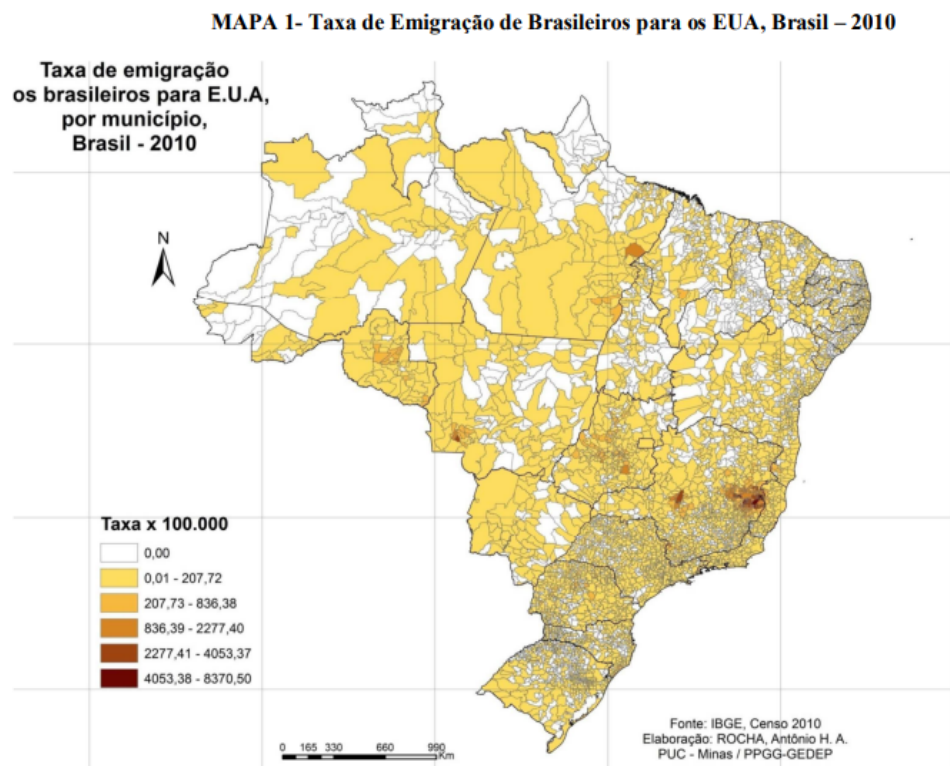 MAPA 1- Taxa de Emigração de Brasileiros para os EUA, Brasil – 2010
Taxa de emigração
os brasileiros para E.U.A,
por município,
Brasil - 2010
N
Taxa x 100.000
0,00
0,01 - 207,72
207,73 - 836,38
836,39 - 2277,40
2277,41 - 4053,37
4053,38 - 8370,50
0 165 330 660 990
Km
Fonte: IBGE, Censo 2010
Elaboração: ROCHA, Antônio H. A.
PUC - Minas / PPGG-GEDEP